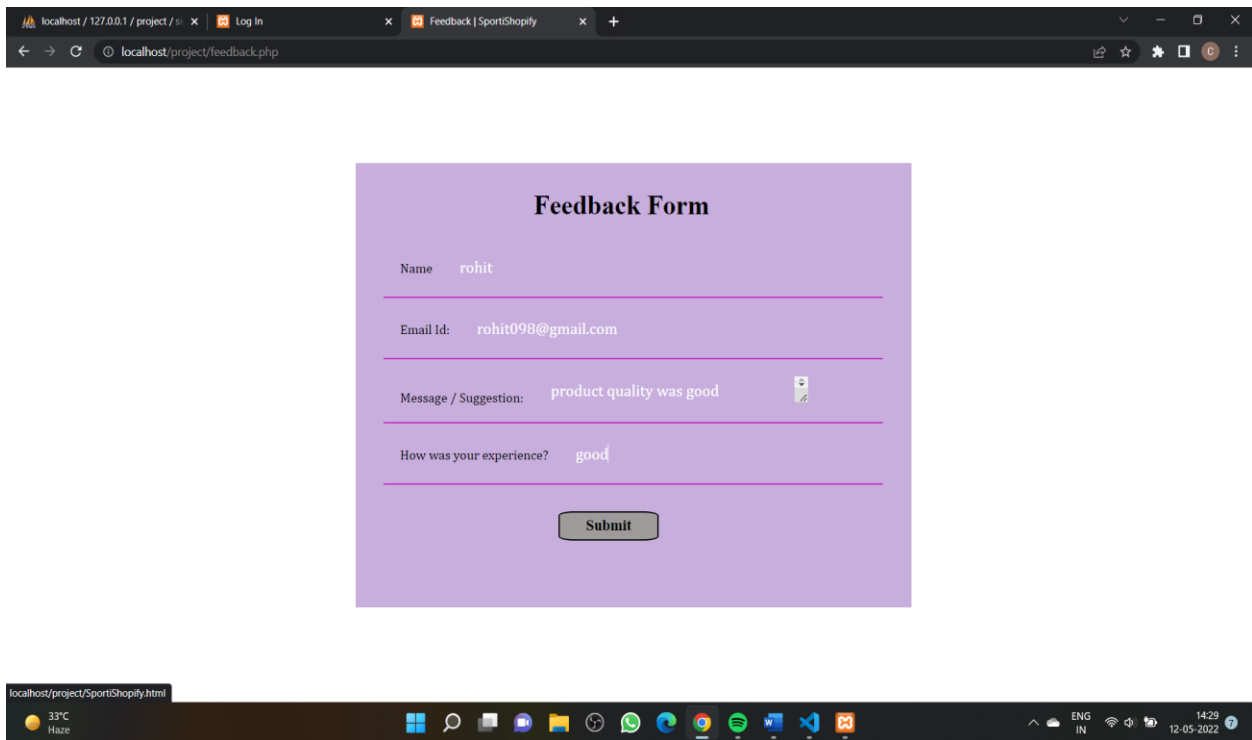 localhost / 127.0.0.1 / project / si
Log In
Feedback | SportiShopify
localhost/project/feedback.php
C
Feedback Form
Name rohit
Email Id: rohit098@gmail.com
Message / Suggestion: product quality was good
How was your experience? good
Submit
localhost/project/SportiShopify.html
33°C
Haze
ENG
IN
14:29
12-05-2022
7